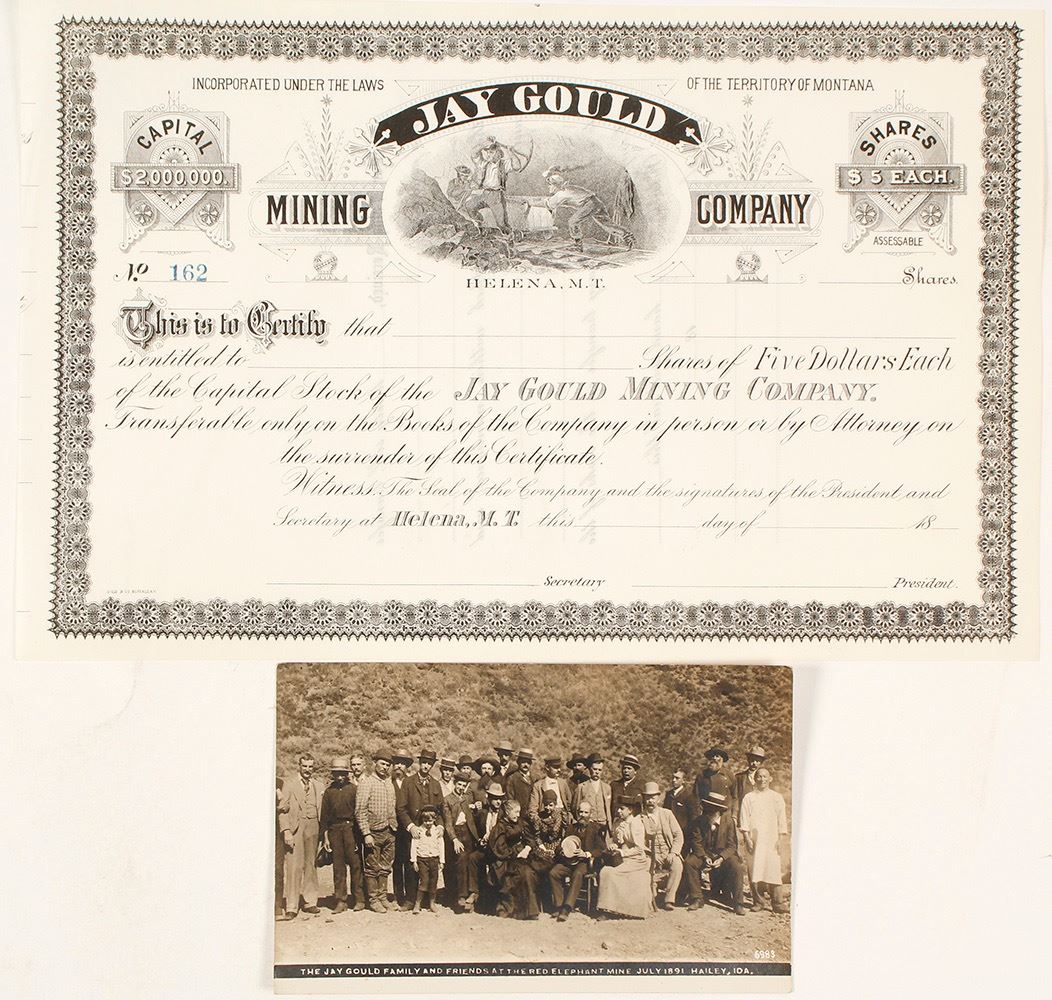 INCORPORATED UNDER THE LAWS OF THE TERRITORY OF MONTANA
JAY GOULD
CAPITAL
$2,000,000.
MINING COMPANY
SHARES
$ 5 EACH.
ASSESSABLE
No 162
HELENA, M.T.
Shares.
This is to Certify that
is entitled to Shares of Five Dollars Each
of the Capital Stock of the JAY GOULD MINING COMPANY.
Transferable only on the Books of the Company in person or by Attorney on
the surrender of this Certificate.
Witness. The Seal of the Company and the signatures of the President and
Secretary at Helena, M.T. this day of 18
Secretary President.
6983
THE JAY GOULD FAMILY AND FRIENDS AT THE RED ELEPHANT MINE JULY 1891 HAILEY, IDA.